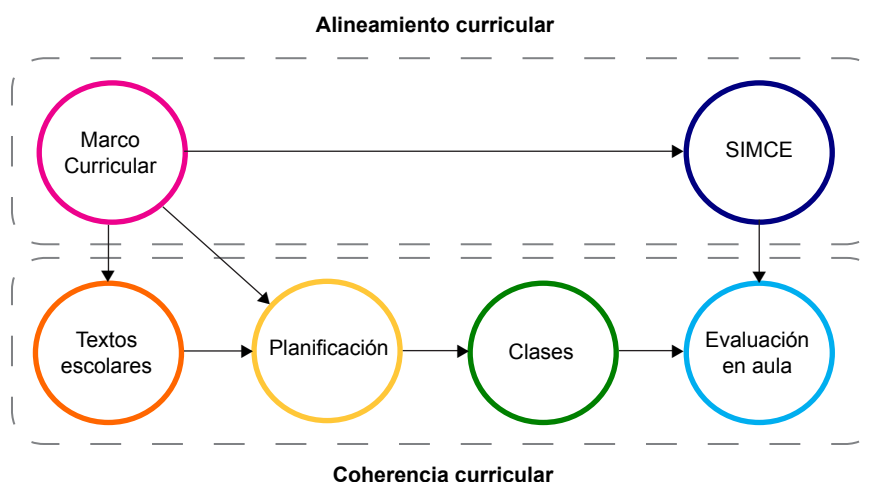 Alineamiento curricular
Marco
Curricular
SIMCE
Textos
escolares
Planificación
Clases
Evaluación
en aula
Coherencia curricular